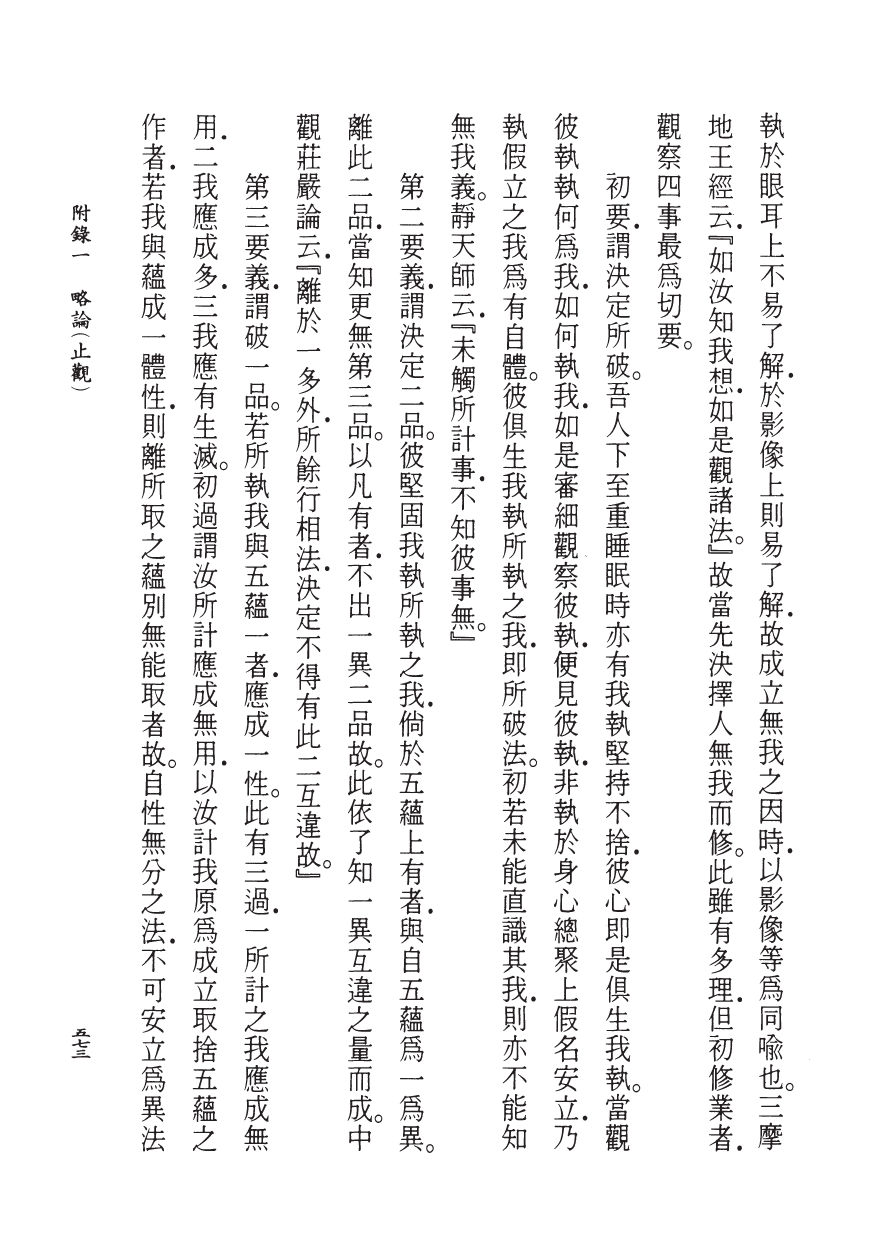 執於眼耳上不易了解．於影像上則易了解．故成立無我之因時．以影像等爲同喻也。三摩
地王經云．『如汝知我想．如是觀諸法。』故當先決擇人無我而修。此雖有多理．但初修業者．
觀察四事最爲切要。
初要．謂決定所破。吾人下至重睡眠時亦有我執堅持不捨．彼心即是俱生我執。當觀
彼執執何爲我．如何執我．如是審細觀察彼執．便見彼執．非執於身心總聚上假名安立．乃
執假立之我爲有自體。彼俱生我執所執之我．即所破法。初若未能直識其我．則亦不能知
無我義。靜天師云．『未觸所計事．不知彼事無。』
第二要義．謂決定二品。彼堅固我執所執之我．倘於五蘊上有者．與自五蘊爲一爲異。
離此二品．當知更無第三品。以凡有者．不出一異二品故。此依了知一異互違之量而成。中
觀莊嚴論云．『離於一多外．所餘行相法．決定不得有此二互違故。』
第三要義．謂破一品。若所執我與五蘊一者．應成一性。此有三過．一所計之我應成無
用．二我應成多．三我應有生滅。初過謂汝所計應成無用．以汝計我原爲成立取捨五蘊之
作者．若我與蘊成一體性．則離所取之蘊別無能取者故。自性無分之法．不可安立爲異法
附錄一　略論（止觀）
五七三